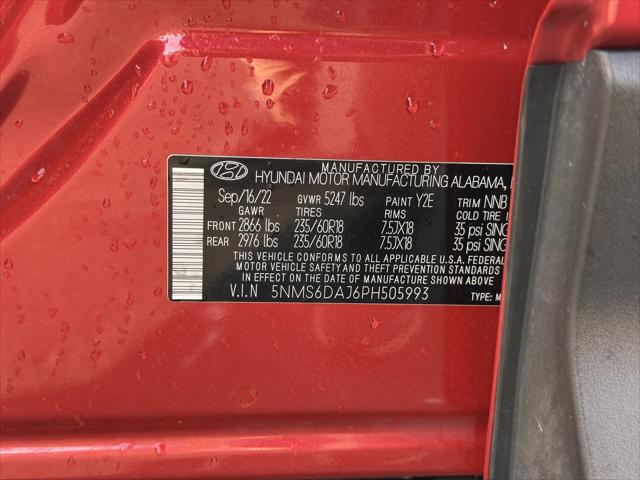 MANUFACTURED BY
HYUNDAI MOTOR MANUFACTURING ALABAMA,
Sep/16/22 GVWR 5247 lbs PAINT Y2E TRIM NNB
GAWR TIRES RIMS COLD TIRE
FRONT 2866 lbs 235/60R18 7.5JX18 35 psi SING
REAR 2976 lbs 235/60R18 7.5JX18 35 psi SING
THIS VEHICLE CONFORMS TO ALL APPLICABLE U.S.A FEDERAL
MOTOR VEHICLE SAFETY AND THEFT PREVENTION STANDARDS
IN EFFECT ON THE DATE OF MANUFACTURE SHOWN ABOVE.
V.I.N 5NMS6DAJ6PH505993 TYPE: M